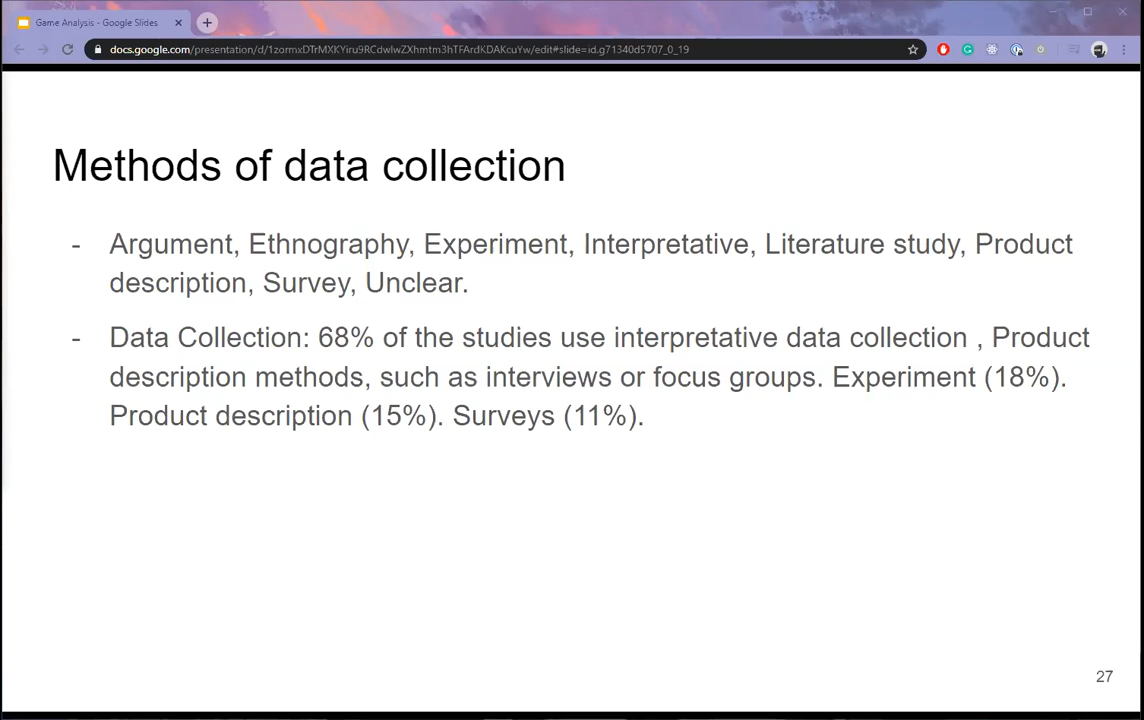 Game Analysis - Google Slides
docs.google.com/presentation/d/1zormxDTrMXKYiru9RCdwlwZXhmtm3hTFArdKDAKcuYw/edit#slide=id.g71340d5707_0_19
Methods of data collection
- Argument, Ethnography, Experiment, Interpretative, Literature study, Product
description, Survey, Unclear.
- Data Collection: 68% of the studies use interpretative data collection , Product
description methods, such as interviews or focus groups. Experiment (18%).
Product description (15%). Surveys (11%).
27